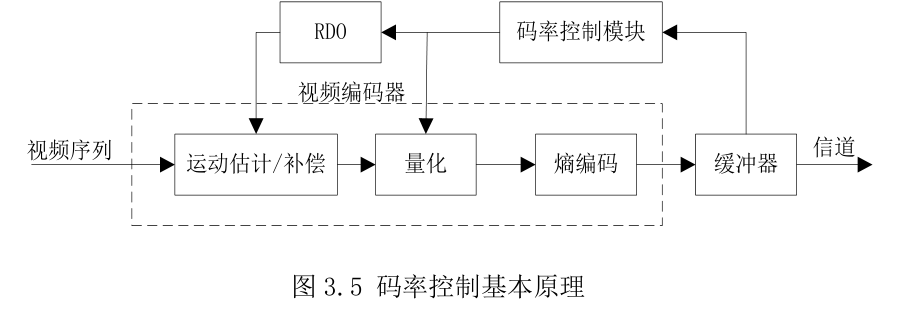 RDO
码率控制模块
视频编码器
视频序列
运动估计/补偿
量化
熵编码
缓冲器
信道
图 3.5 码率控制基本原理